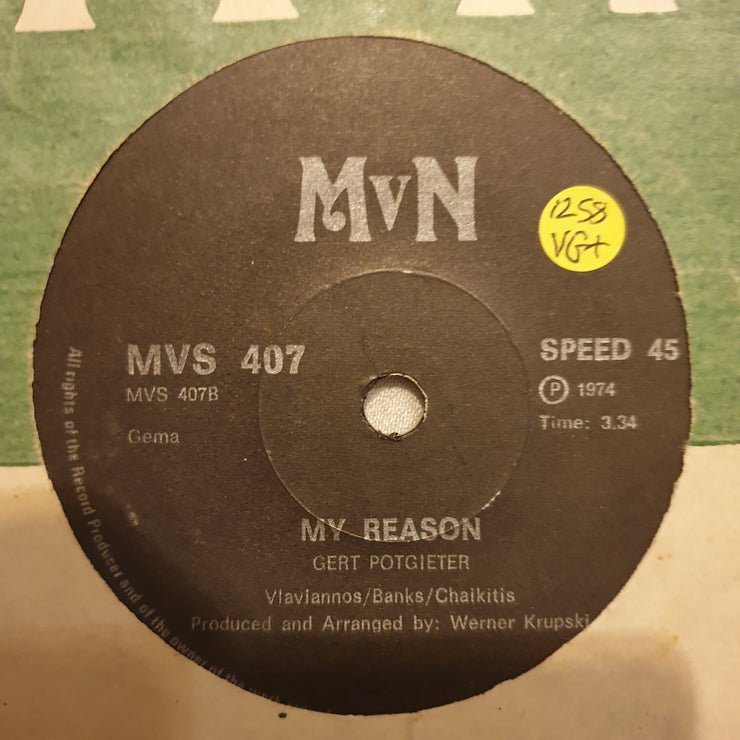 MVN
1258
VG+
MVS 407
SPEED 45
MVS 407B
℗ 1974
Gema
Time: 3.34
MY REASON
GERT POTGIETER
Vlaviannos/Banks/Chalkitis
Produced and Arranged by: Werner Krupski
All rights of the Record Producer and of the owner of the